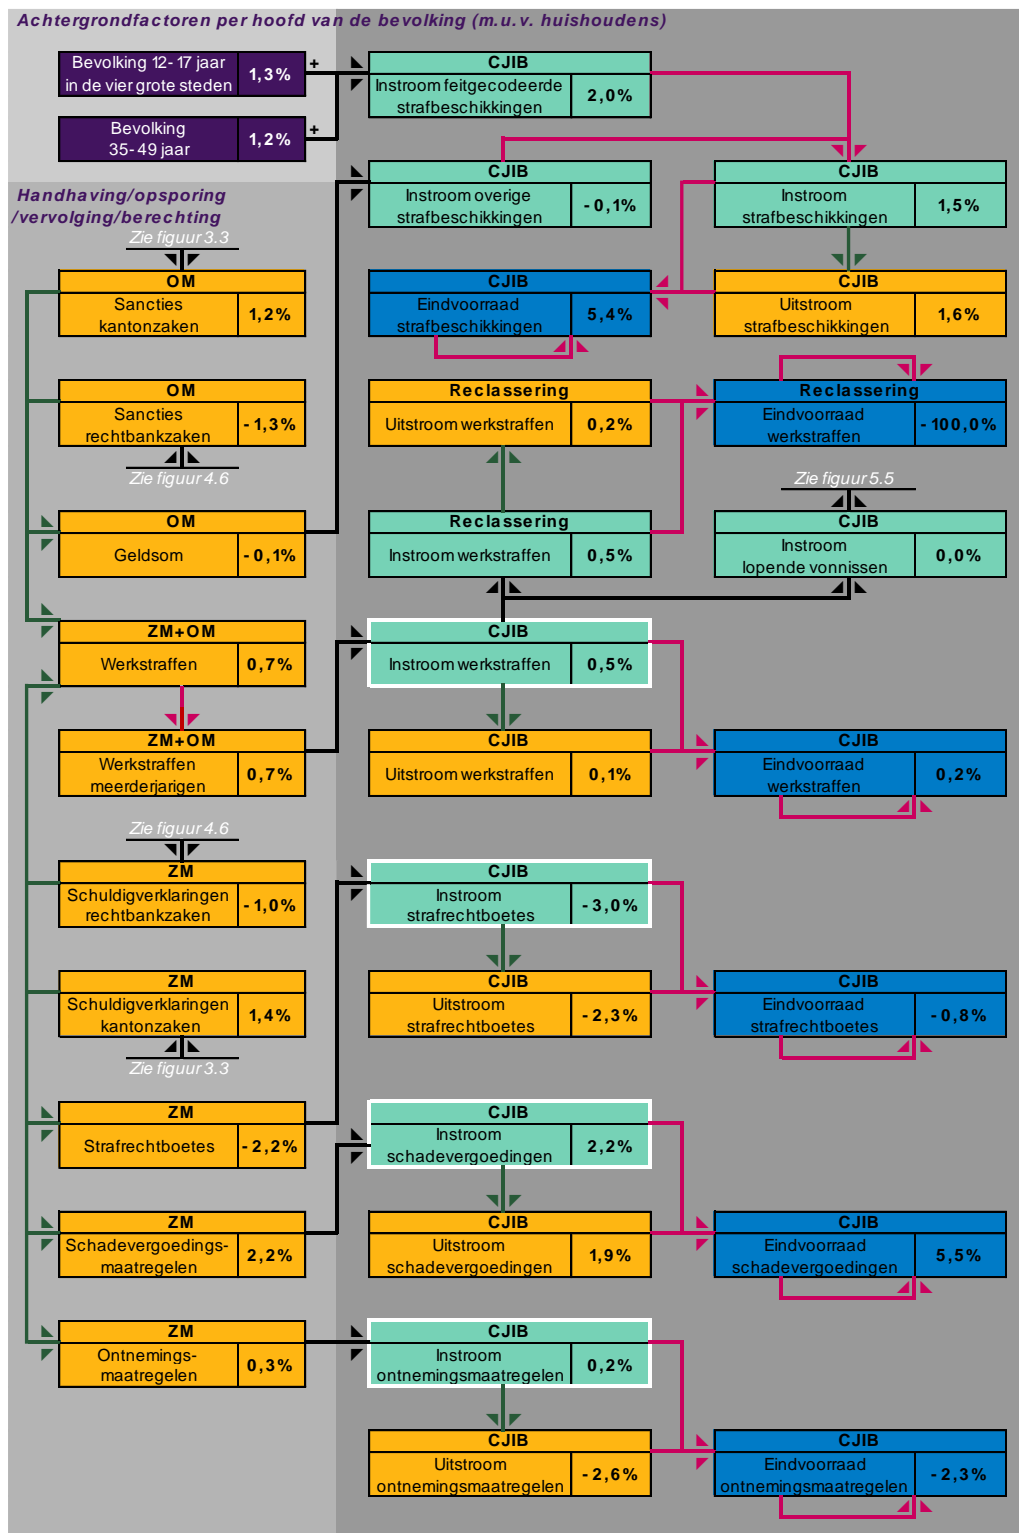 Achtergrondfactoren per hoofd van de bevolking (m.u.v. huishoudens)
Bevolking 12-17 jaar
in de vier grote steden
1,3%
+
CJIB
Instroom feitgecodeerde
strafbeschikkingen
2,0%
Bevolking
35-49 jaar
1,2%
+
Handhaving/opsporing
/vervolging/berechting
CJIB
Instroom overige
strafbeschikkingen
-0,1%
CJIB
Instroom
strafbeschikkingen
1,5%
Zie figuur 3.3
OM
Sancties
kantonzaken
1,2%
CJIB
Eindvoorraad
strafbeschikkingen
5,4%
CJIB
Uitstroom
strafbeschikkingen
1,6%
OM
Sancties
rechtbankzaken
-1,3%
Zie figuur 4.6
Reclassering
Uitstroom werkstraffen
0,2%
Reclassering
Eindvoorraad
werkstraffen
-100,0%
Zie figuur 5.5
OM
Geldsom
-0,1%
Reclassering
Instroom werkstraffen
0,5%
CJIB
Instroom
lopende vonnissen
0,0%
ZM+OM
Werkstraffen
0,7%
CJIB
Instroom werkstraffen
0,5%
ZM+OM
Werkstraffen
meerderjarigen
0,7%
CJIB
Uitstroom werkstraffen
0,1%
CJIB
Eindvoorraad
werkstraffen
0,2%
Zie figuur 4.6
ZM
Schuldigverklaringen
rechtbankzaken
-1,0%
CJIB
Instroom
strafrechtboetes
-3,0%
ZM
Schuldigverklaringen
kantonzaken
1,4%
Zie figuur 3.3
CJIB
Uitstroom
strafrechtboetes
-2,3%
CJIB
Eindvoorraad
strafrechtboetes
-0,8%
ZM
Strafrechtboetes
-2,2%
CJIB
Instroom
schadevergoedingen
2,2%
ZM
Schadevergoedings-
maatregelen
2,2%
CJIB
Uitstroom
schadevergoedingen
1,9%
CJIB
Eindvoorraad
schadevergoedingen
5,5%
ZM
Ontnemings-
maatregelen
0,3%
CJIB
Instroom
ontnemingsmaatregelen
0,2%
CJIB
Uitstroom
ontnemingsmaatregelen
-2,6%
CJIB
Eindvoorraad
ontnemingsmaatregelen
-2,3%